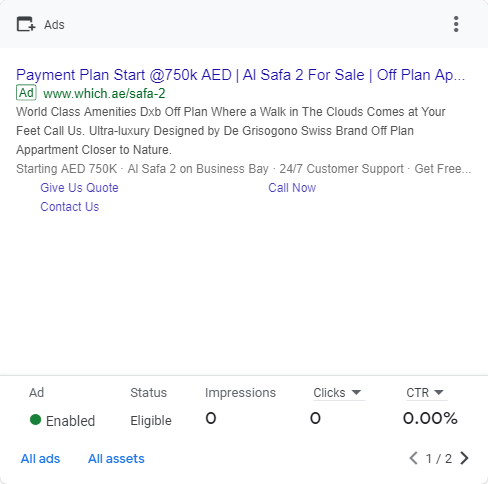 Ads
Payment Plan Start @750k AED | Al Safa 2 For Sale | Off Plan Ap...
Ad www.which.ae/safa-2
World Class Amenities Dxb Off Plan Where a Walk in The Clouds Comes at Your
Feet Call Us. Ultra-luxury Designed by De Grisogono Swiss Brand Off Plan
Appartment Closer to Nature.
Starting AED 750K · Al Safa 2 on Business Bay · 24/7 Customer Support · Get Free...
Give Us Quote Call Now
Contact Us
Ad Status Impressions Clicks CTR
Enabled Eligible 0 0 0.00%
All ads All assets 1 / 2